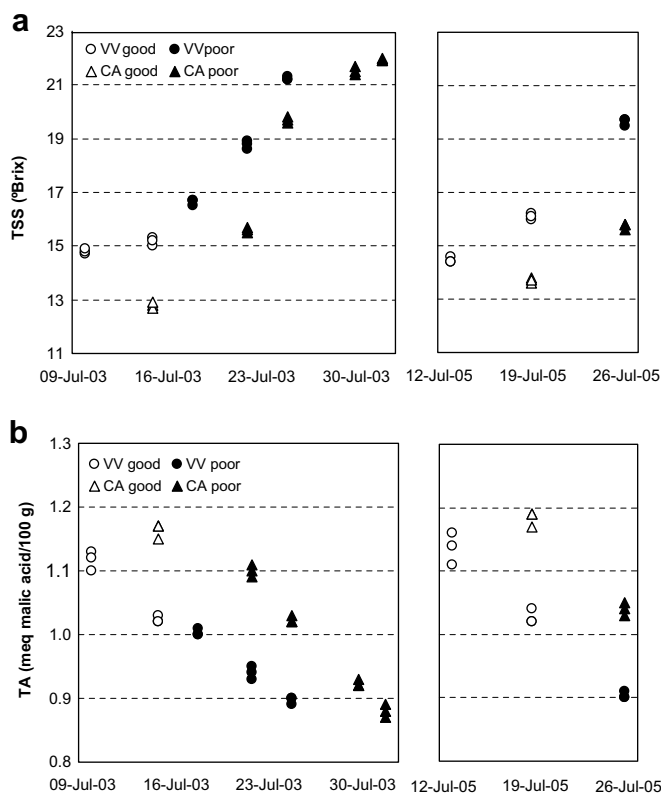 a
VV good VVpoor
CA good CA poor
23
21
19
17
15
13
11
TSS (ºBrix)
09-Jul-03 16-Jul-03 23-Jul-03 30-Jul-03 12-Jul-05 19-Jul-05 26-Jul-05
b
VV good VV poor
CA good CA poor
1.3
1.2
1.1
1.0
0.9
0.8
TA (meq malic acid/100 g)
09-Jul-03 16-Jul-03 23-Jul-03 30-Jul-03 12-Jul-05 19-Jul-05 26-Jul-05